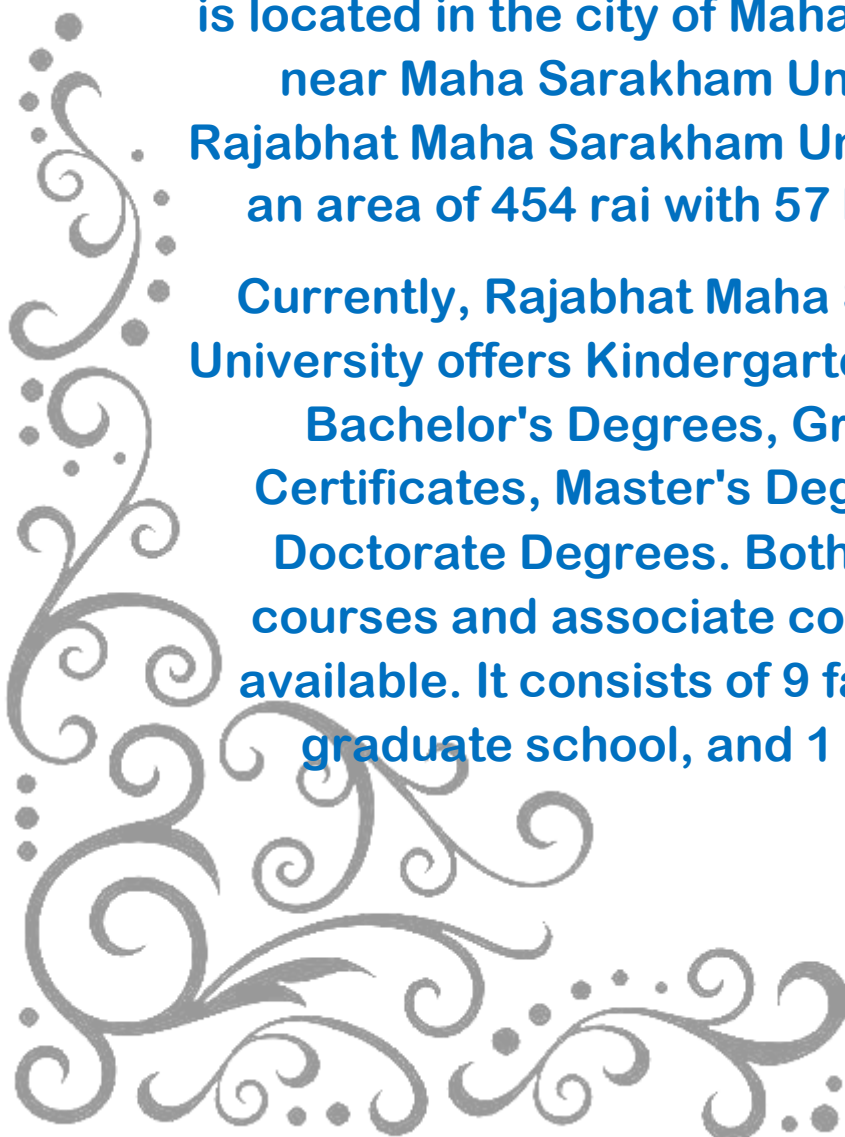 is located in the city of Maha
near Maha Sarakham Un
Rajabhat Maha Sarakham Un
an area of 454 rai with 57
Currently, Rajabhat Maha
University offers Kindergarte
Bachelor's Degrees, Gr
Certificates, Master's Deg
Doctorate Degrees. Both
courses and associate co
available. It consists of 9 fa
graduate school, and 1